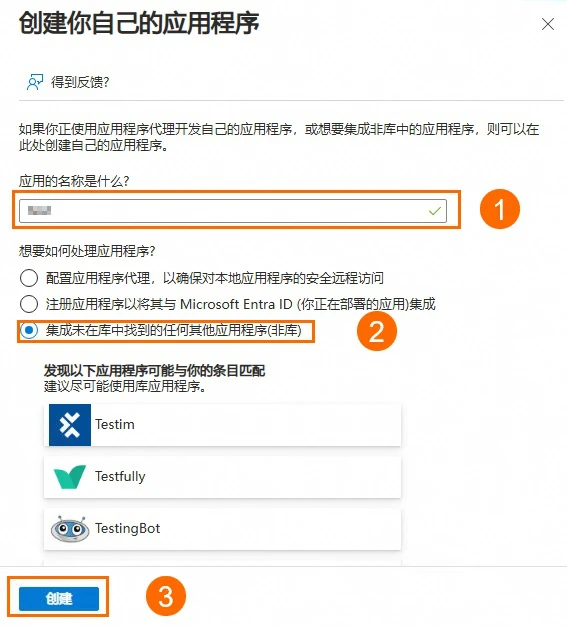 创建你自己的应用程序
得到反馈?
如果你正使用应用程序代理开发自己的应用程序，或想要集成非库中的应用程序，则可以在
此处创建自己的应用程序。
应用的名称是什么?
1
想要如何处理应用程序?
配置应用程序代理，以确保对本地应用程序的安全远程访问
注册应用程序以将其与 Microsoft Entra ID (你正在部署的应用)集成
集成未在库中找到的任何其他应用程序(非库)
2
发现以下应用程序可能与你的条目匹配
建议尽可能使用库应用程序。
Testim
Testfully
TestingBot
创建
3